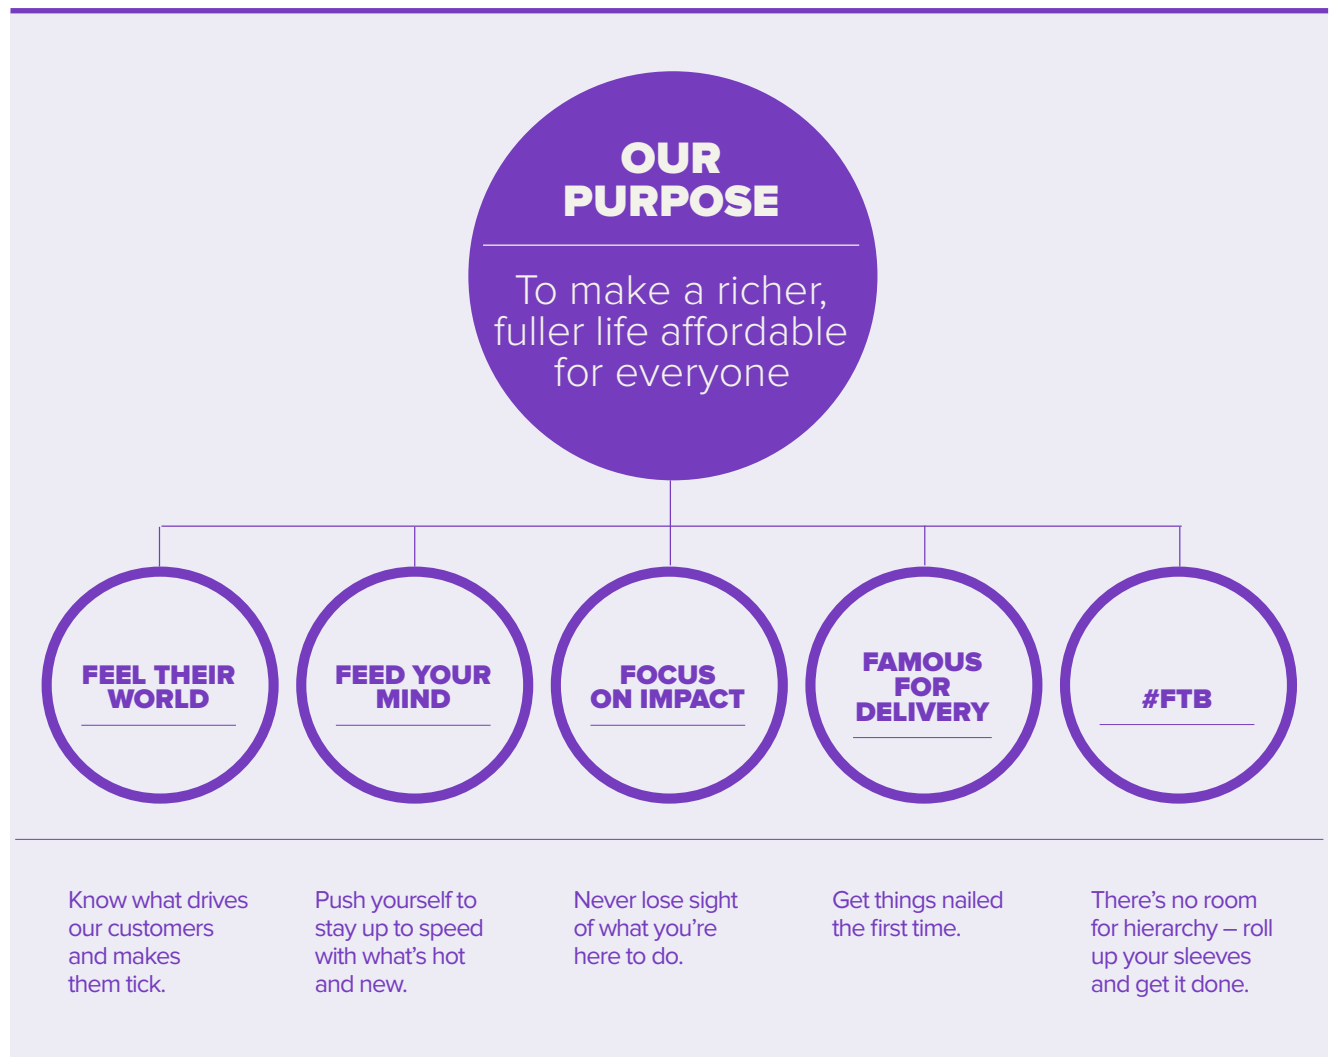 OUR
PURPOSE
To make a richer,
fuller life affordable
for everyone
FEEL THEIR
WORLD
FEED YOUR
MIND
FOCUS
ON IMPACT
FAMOUS
FOR
DELIVERY
#FTB
Know what drives
our customers
and makes
them tick.
Push yourself to
stay up to speed
with what’s hot
and new.
Never lose sight
of what you’re
here to do.
Get things nailed
the first time.
There’s no room
for hierarchy – roll
up your sleeves
and get it done.